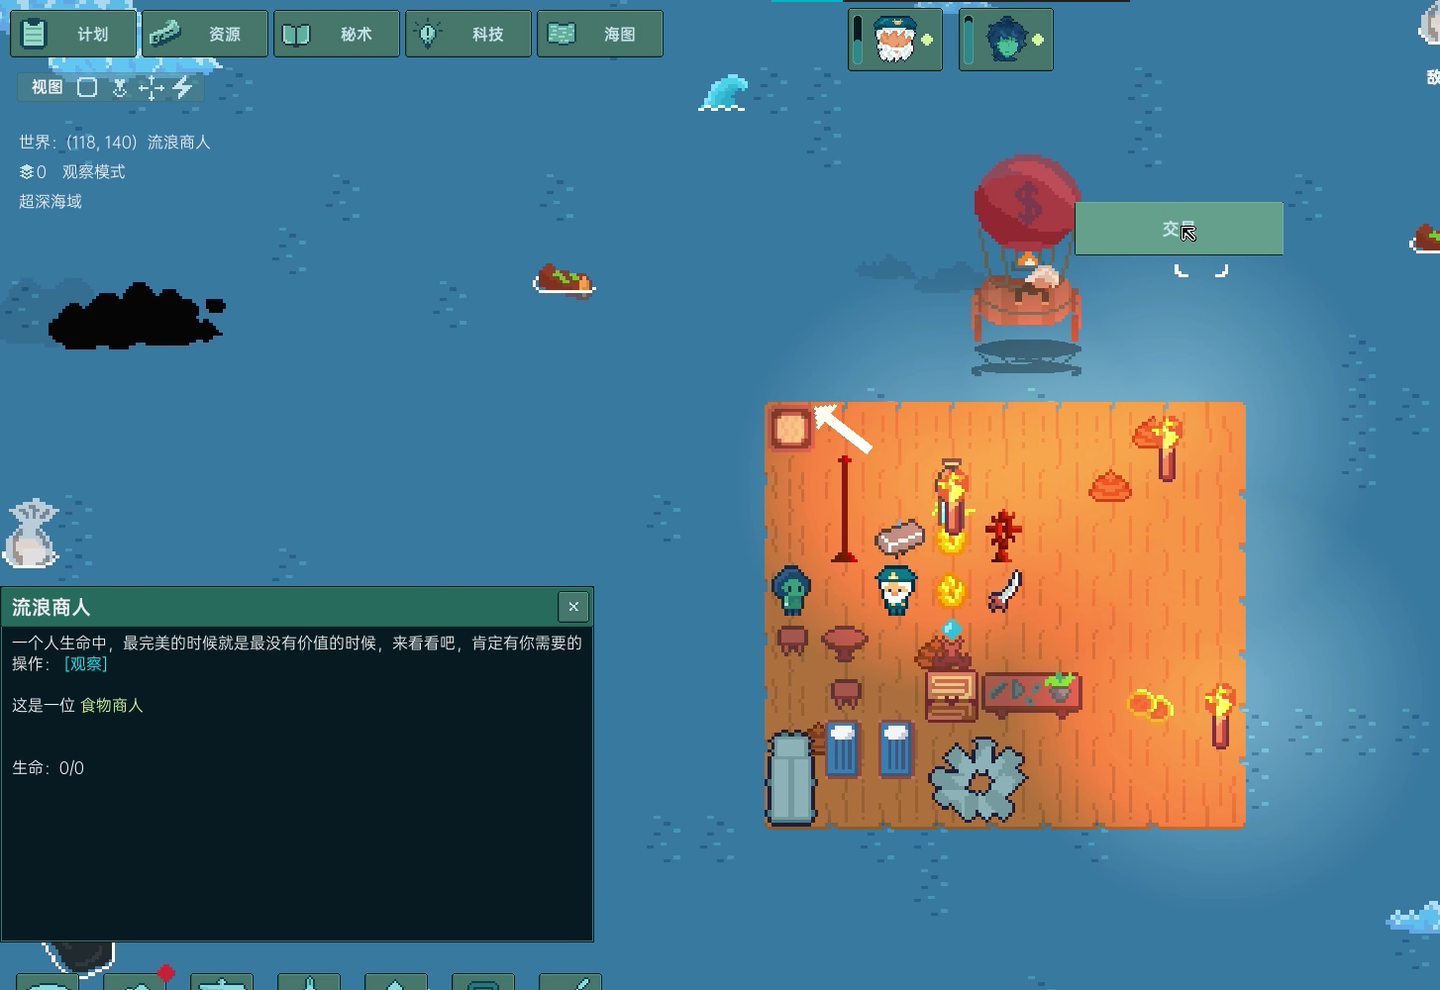 计划
资源
秘术
科技
海图
视图
世界：(118, 140) 流浪商人
0 观察模式
超深海域
流浪商人
一个人生命中，最完美的时候就是最没有价值的时候，来看看吧，肯定有你需要的
操作：[观察]
这是一位 食物商人
生命：0/0